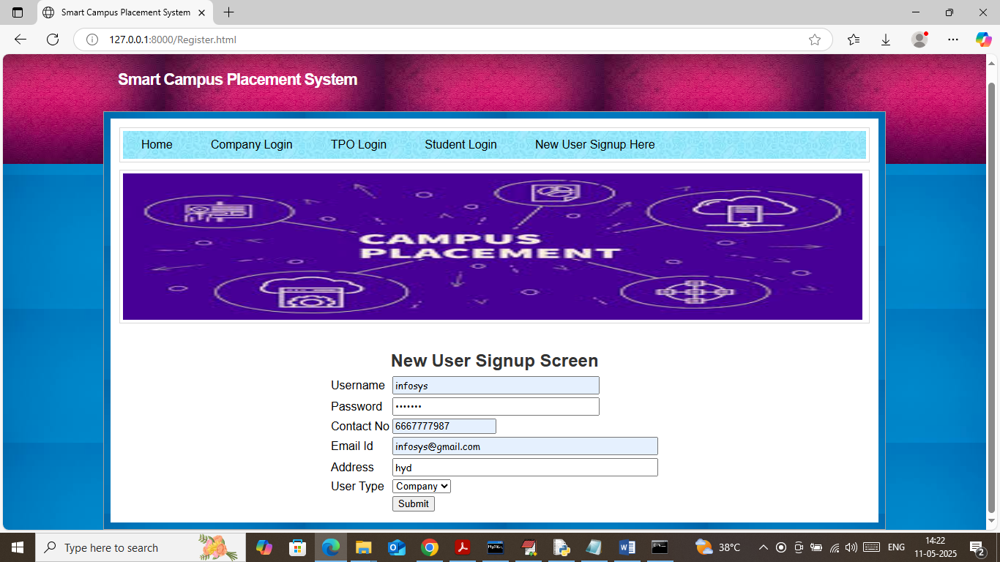 Smart Campus Placement System
127.0.0.1:8000/Register.html
Smart Campus Placement System
Home Company Login TPO Login Student Login New User Signup Here
CAMPUS
PLACEMENT
New User Signup Screen
Username infosys
Password •••••••
Contact No 6667777987
Email Id infosys@gmail.com
Address hyd
User Type Company
Submit
Type here to search 38°C ENG 14:22
11-05-2025 2